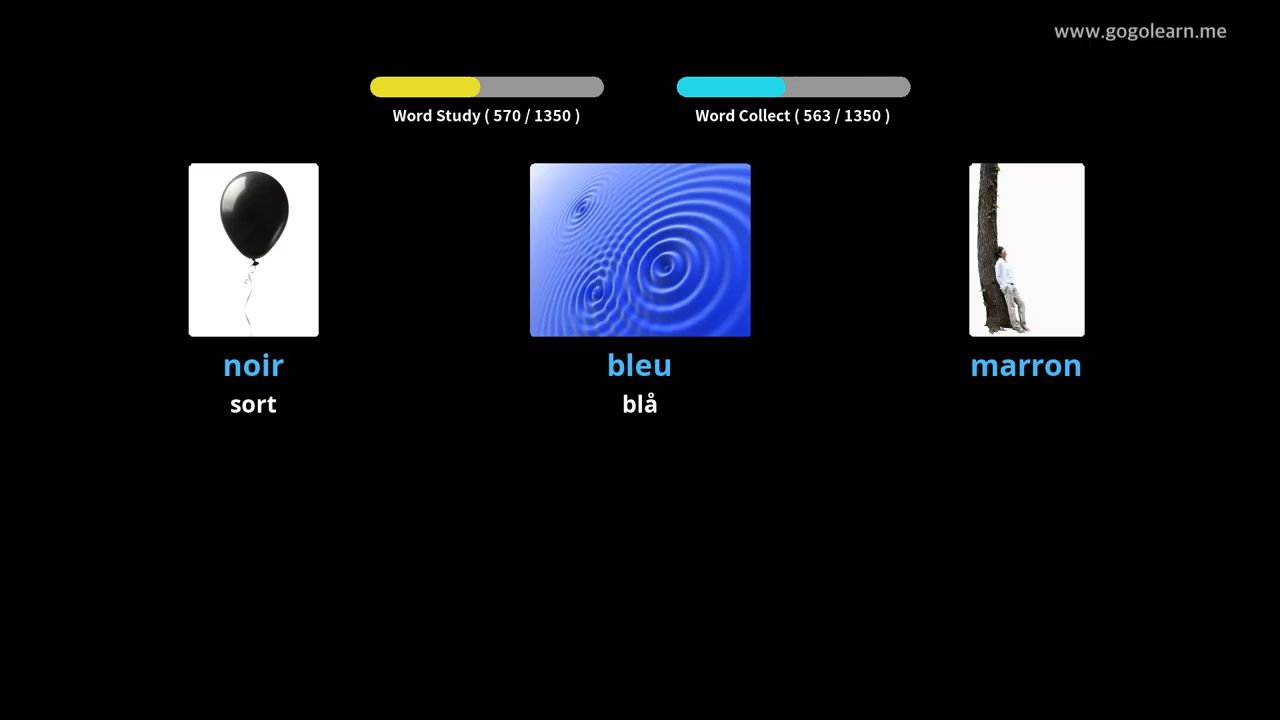 www.gogolearn.me
Word Study ( 570 / 1350 )
Word Collect ( 563 / 1350 )
noir
bleu
marron
sort
blå